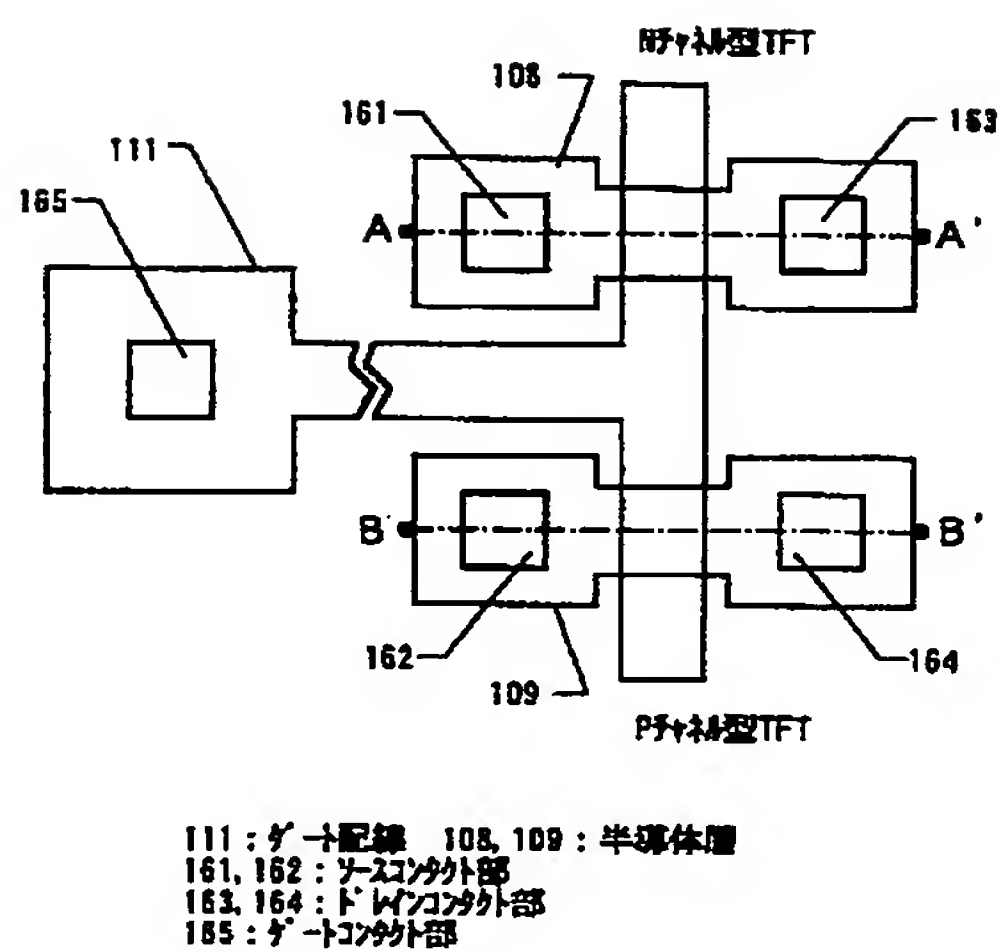 Nチャネル型TFT
108
161
163
111
165
A
A'
B
B'
162
164
109
Pチャネル型TFT
111:ゲート配線 108,109:半導体層
161,162:ソースコンタクト部
163,164:ドレインコンタクト部
165:ゲートコンタクト部